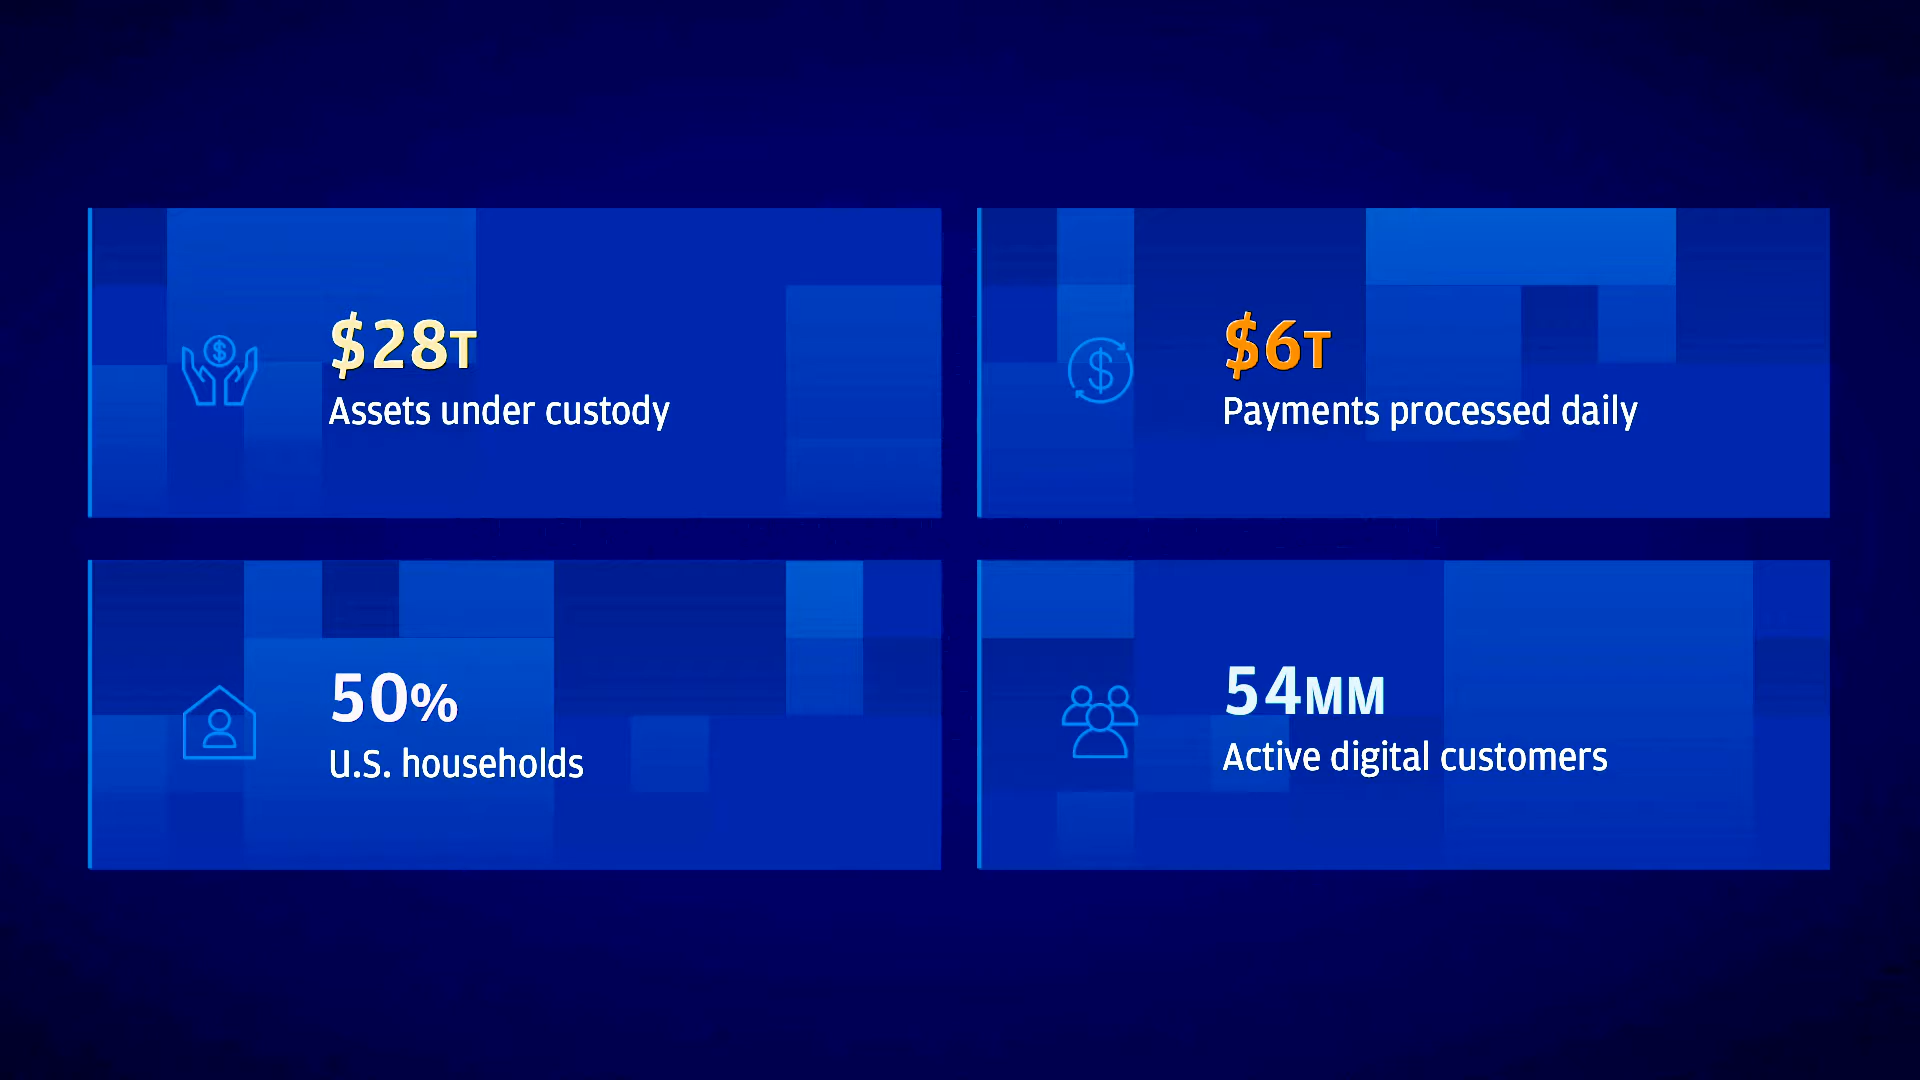 $28T
Assets under custody
$6T
Payments processed daily
50%
U.S. households
54MM
Active digital customers